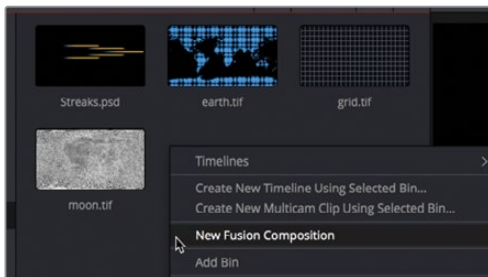 Streaks.psd
earth.tif
grid.tif
moon.tif
Timelines
Create New Timeline Using Selected Bin...
Create New Multicam Clip Using Selected Bin...
New Fusion Composition
Add Bin